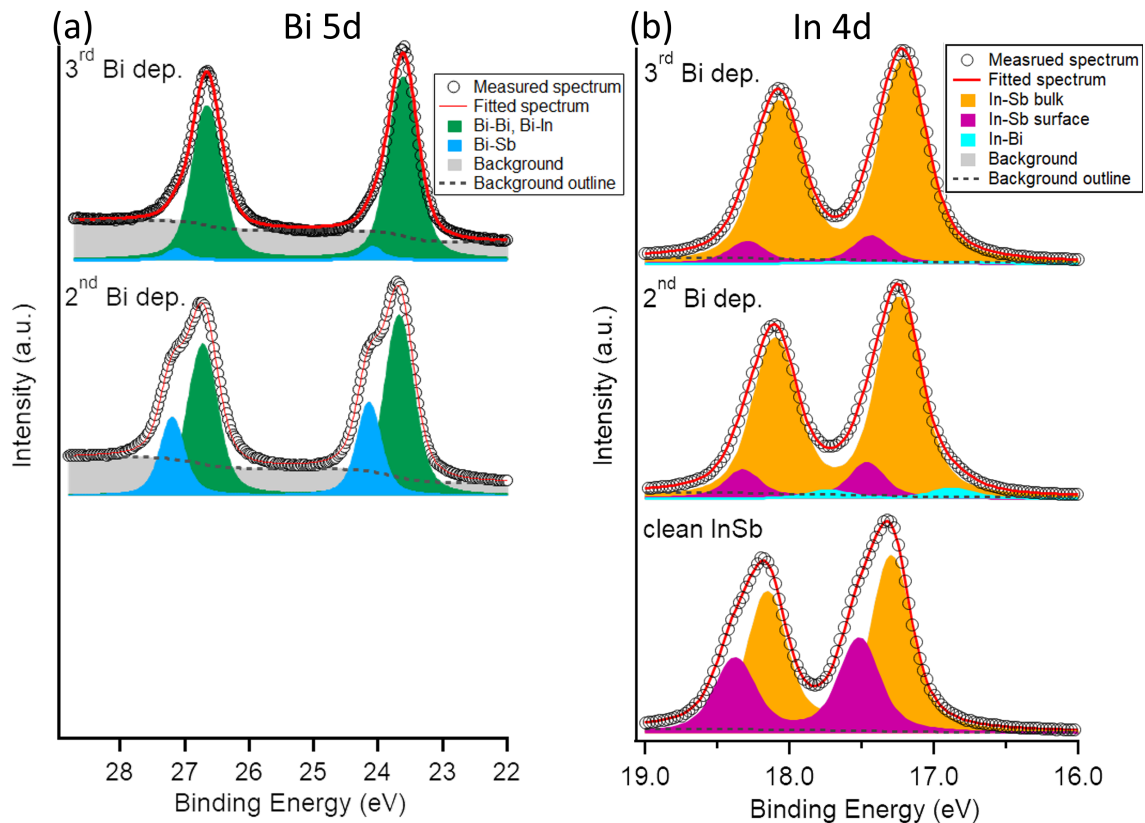 (a) Bi 5d
3rd Bi dep.
Measured spectrum
Fitted spectrum
Bi-Bi, Bi-In
Bi-Sb
Background
Background outline
2nd Bi dep.
Intensity (a.u.)
28 27 26 25 24 23 22
Binding Energy (eV)
(b) In 4d
3rd Bi dep.
Measrued spectrum
Fitted spectrum
In-Sb bulk
In-Sb surface
In-Bi
Background
Background outline
2nd Bi dep.
clean InSb
Intensity (a.u.)
19.0 18.0 17.0 16.0
Binding Energy (eV)